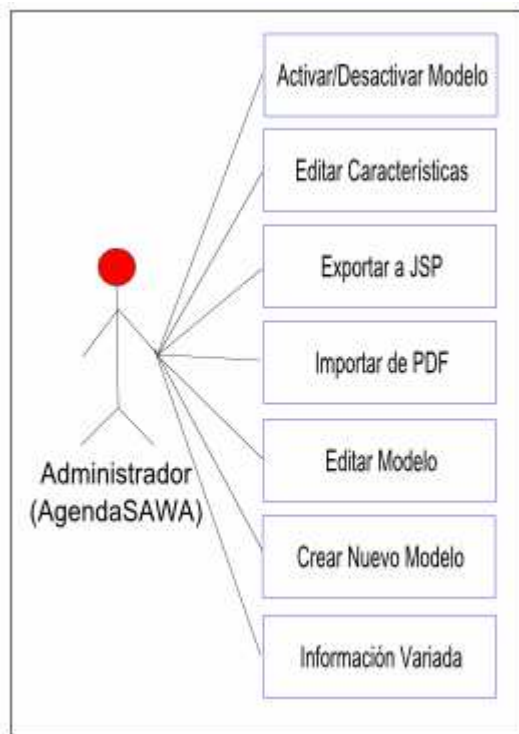 Activar/Desactivar Modelo
Editar Características
Exportar a JSP
Importar de PDF
Editar Modelo
Administrador
(AgendaSAWA)
Crear Nuevo Modelo
Información Variada